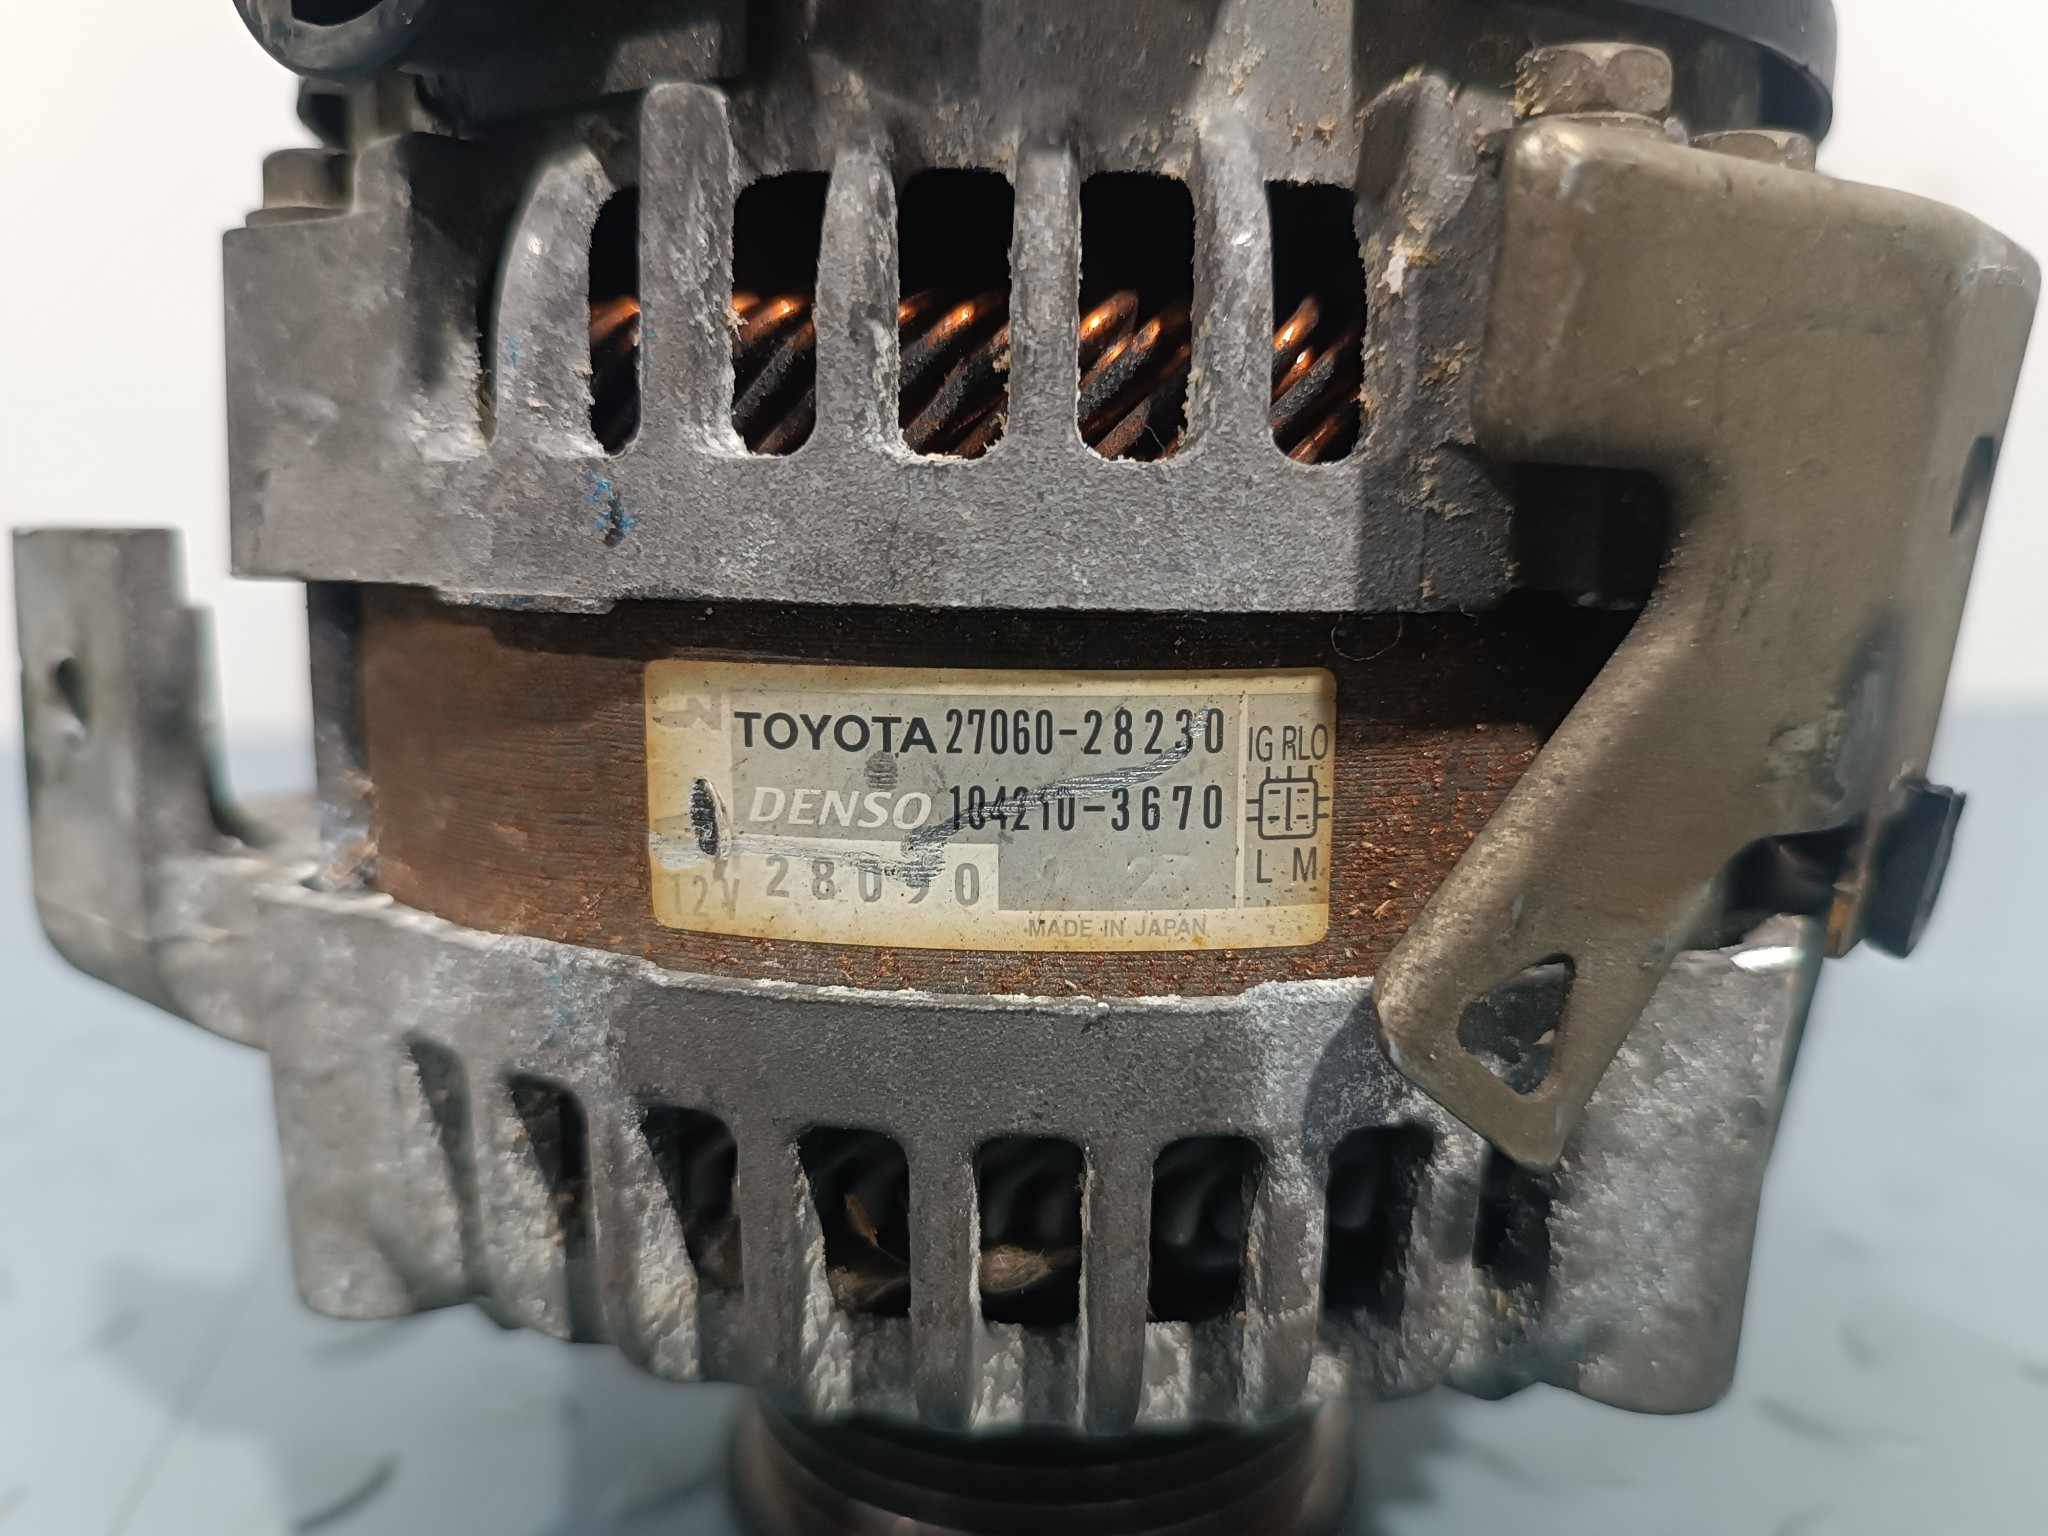 TOYOTA 27060-28230
IG RLO
DENSO 104210-3670
L M
12V 28090
MADE IN JAPAN